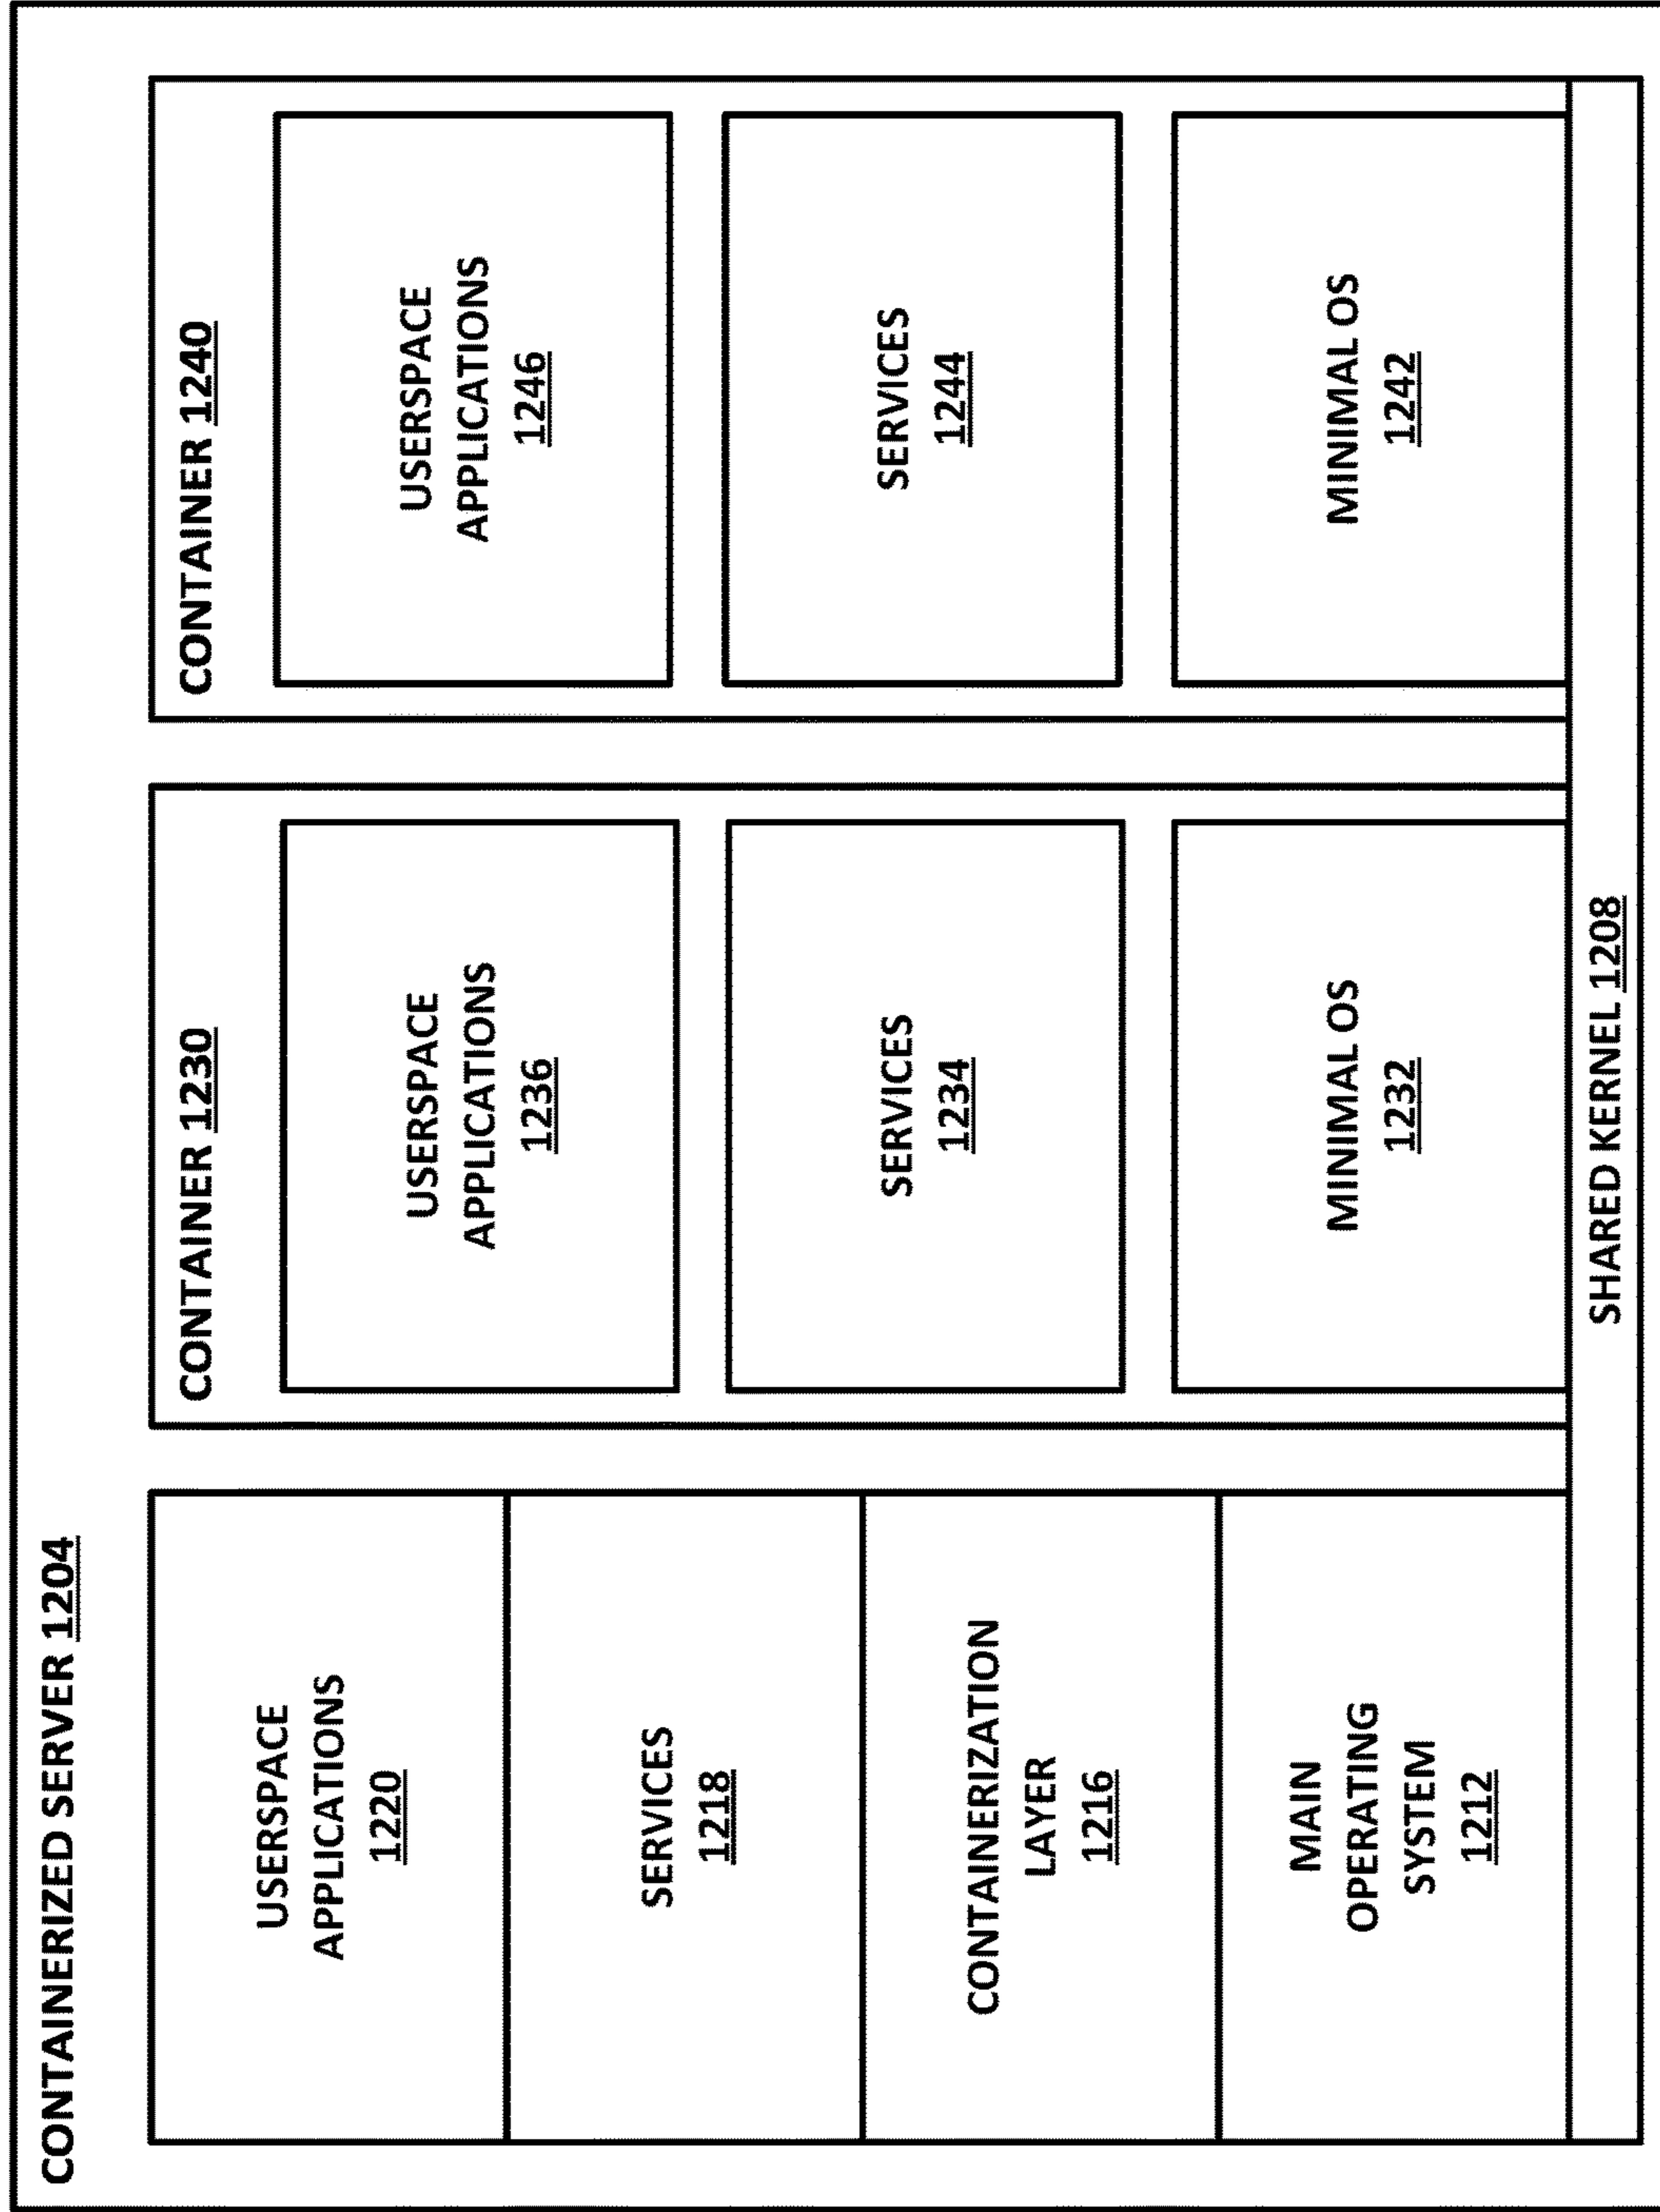 CONTAINERIZED SERVER 1204
USERSPACE
APPLICATIONS
1220
SERVICES
1218
CONTAINERIZATION
LAYER
1216
MAIN
OPERATING
SYSTEM
1212
CONTAINER 1230
USERSPACE
APPLICATIONS
1236
SERVICES
1234
MINIMAL OS
1232
CONTAINER 1240
USERSPACE
APPLICATIONS
1246
SERVICES
1244
MINIMAL OS
1242
SHARED KERNEL 1208